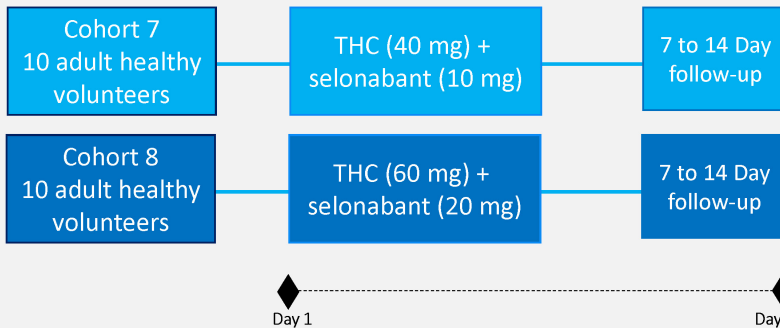 Cohort 7
10 adult healthy
volunteers
THC (40 mg) +
selonabant (10 mg)
7 to 14 Day
follow-up
Cohort 8
10 adult healthy
volunteers
THC (60 mg) +
selonabant (20 mg)
7 to 14 Day
follow-up
Day 1
Day